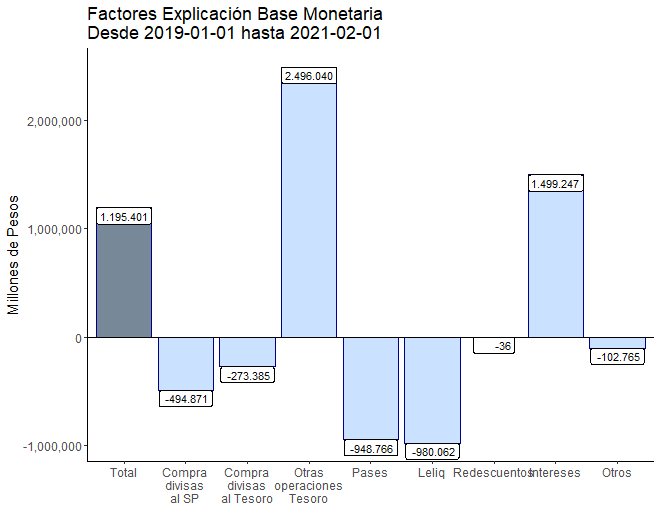 Factores Explicación Base Monetaria
Desde 2019-01-01 hasta 2021-02-01
Millones de Pesos
2,000,000
1,000,000
0
-1,000,000
1.195.401
-494.871
-273.385
2.496.040
-948.766
-980.062
-36
1.499.247
-102.765
Total
Compra
divisas
al SP
Compra
divisas
al Tesoro
Otras
operaciones
Tesoro
Pases
Leliq
Redescuentos
Intereses
Otros